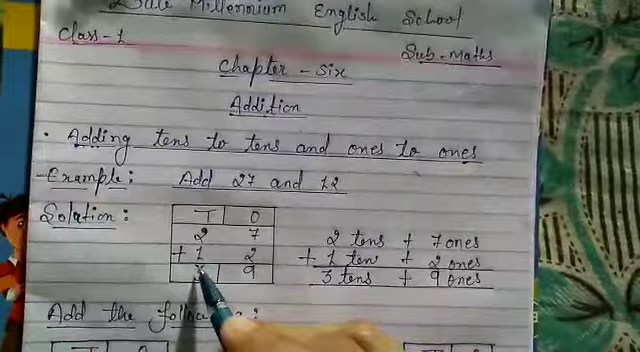 Millennium English School
Class-1
Sub-Maths
Chapter-Six
Addition
• Adding tens to tens and ones to ones
-Example: Add 27 and 12
Solution:
T O
2 7
+ 1 2
3 9
2 tens + 7 ones
+ 1 ten + 2 ones
3 tens + 9 ones
Add the
T O